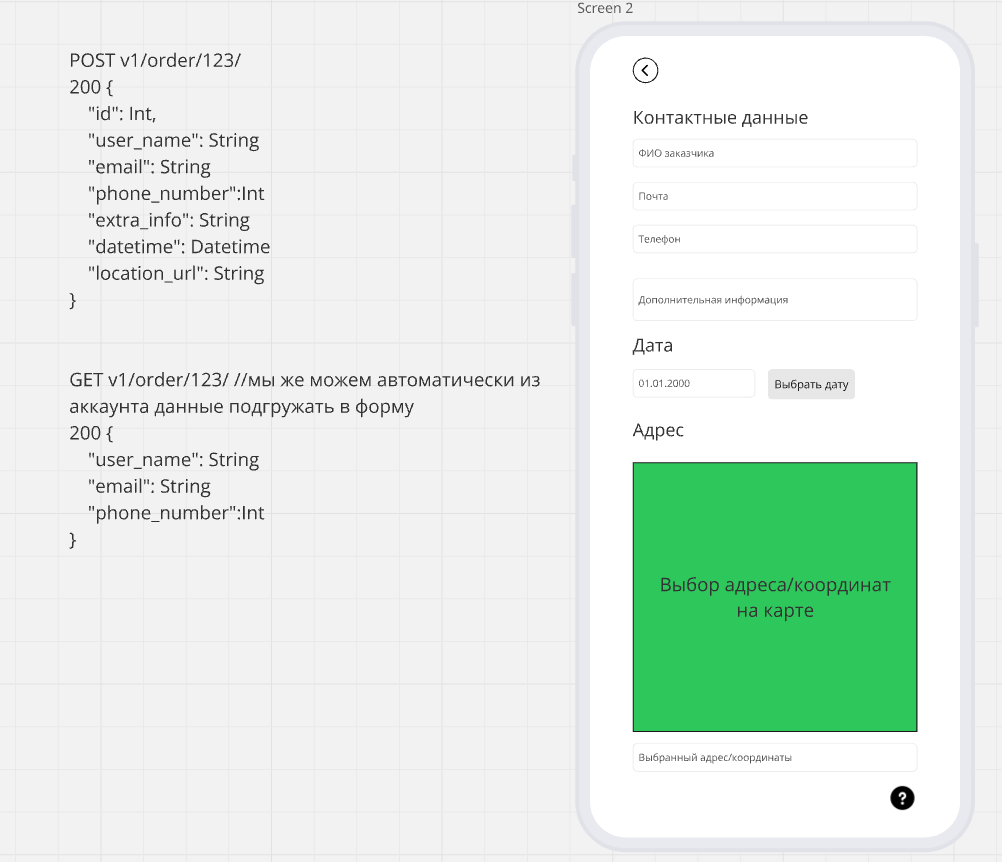 Screen 2
POST v1/order/123/
200 {
"id": Int,
"user_name": String
"email": String
"phone_number":Int
"extra_info": String
"datetime": Datetime
"location_url": String
}
GET v1/order/123/ //мы же можем автоматически из
аккаунта данные подгружать в форму
200 {
"user_name": String
"email": String
"phone_number":Int
}
Контактные данные
ФИО заказчика
Почта
Телефон
Дополнительная информация
Дата
01.01.2000
Выбрать дату
Адрес
Выбор адреса/координат
на карте
Выбранный адрес/координаты
?